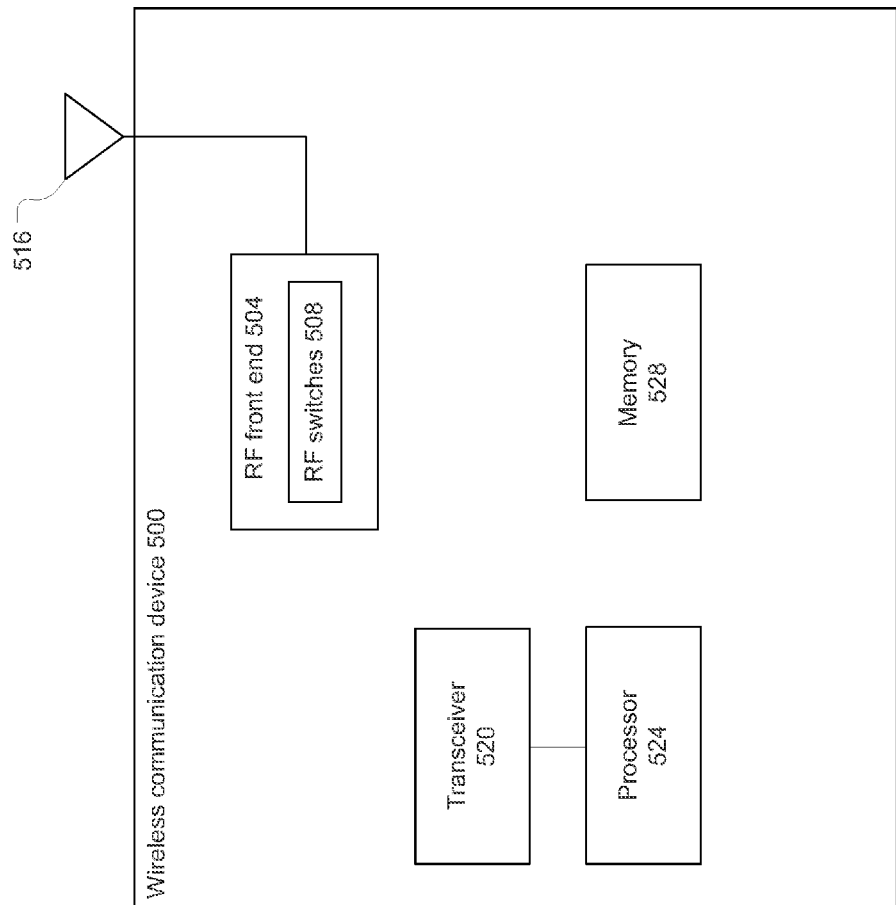 516
Wireless communication device 500
RF front end 504
RF switches 508
Transceiver
520
Processor
524
Memory
528